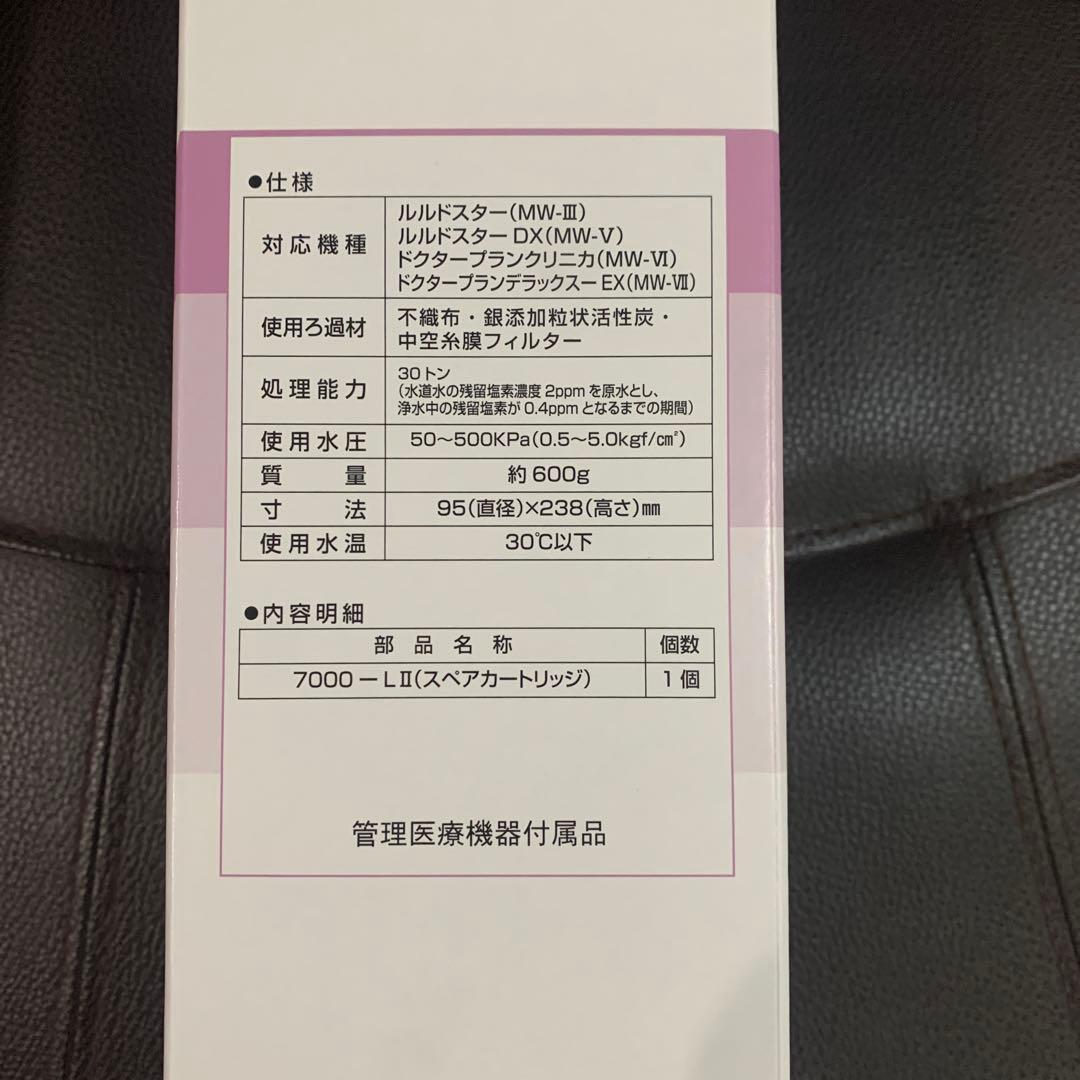 ●仕様
対応機種
ルルドスター(MW-Ⅲ)
ルルドスターDX(MW-Ⅴ)
ドクタープランクリニカ(MW-Ⅵ)
ドクタープランデラックスーEX(MW-Ⅶ)
使用ろ過材
不織布・銀添加粒状活性炭・
中空糸膜フィルター
処理能力
30トン
(水道水の残留塩素濃度2ppmを原水とし、
浄水中の残留塩素が0.4ppmとなるまでの期間)
使用水圧 50〜500KPa(0.5〜5.0kgf/c㎡)
質量 約600g
寸法 95(直径)×238(高さ)㎜
使用水温 30℃以下
●内容明細
部品名称 個数
7000ーLⅡ(スペアカートリッジ) 1個
管理医療機器付属品